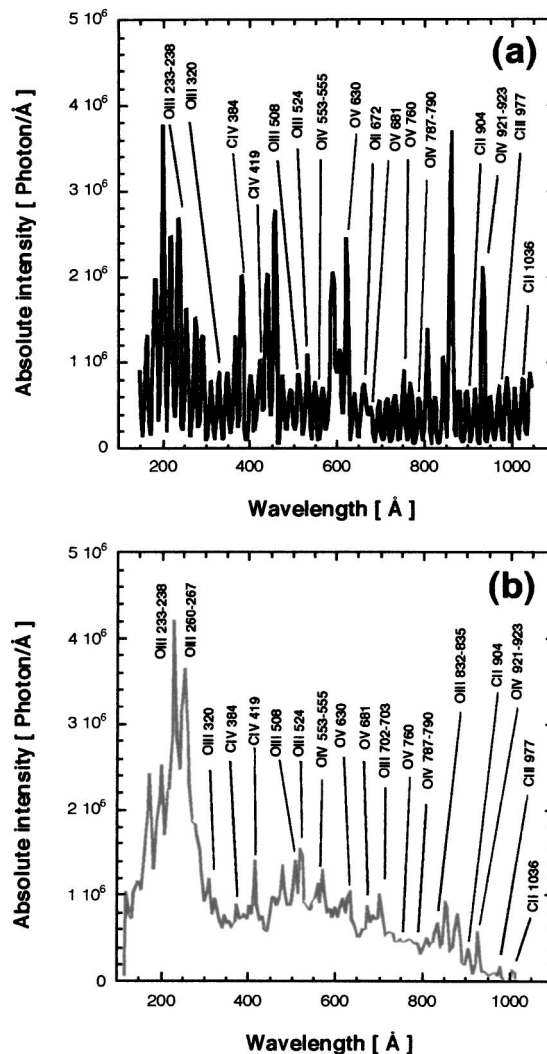 (a)
5 10⁶
4 10⁶
3 10⁶
2 10⁶
1 10⁶
0
Absolute intensity [ Photon/Å ]
OIII 233-238
OIII 320
CIV 384
CIV 419
OIII 508
OIII 524
OIV 553-555
OV 630
OII 672
OV 681
OV 760
OIV 787-790
CII 904
OIV 921-923
CIII 977
CII 1036
200 400 600 800 1000
Wavelength [ Å ]
(b)
5 10⁶
4 10⁶
3 10⁶
2 10⁶
1 10⁶
0
Absolute intensity [ Photon/Å ]
OIII 233-238
OIII 260-267
OIII 320
CIV 384
CIV 419
OIII 508
OIII 524
OIV 553-555
OV 630
OV 681
OIII 702-703
OV 760
OIV 787-790
OIII 832-835
CII 904
OIV 921-923
CIII 977
CII 1036
200 400 600 800 1000
Wavelength [ Å ]